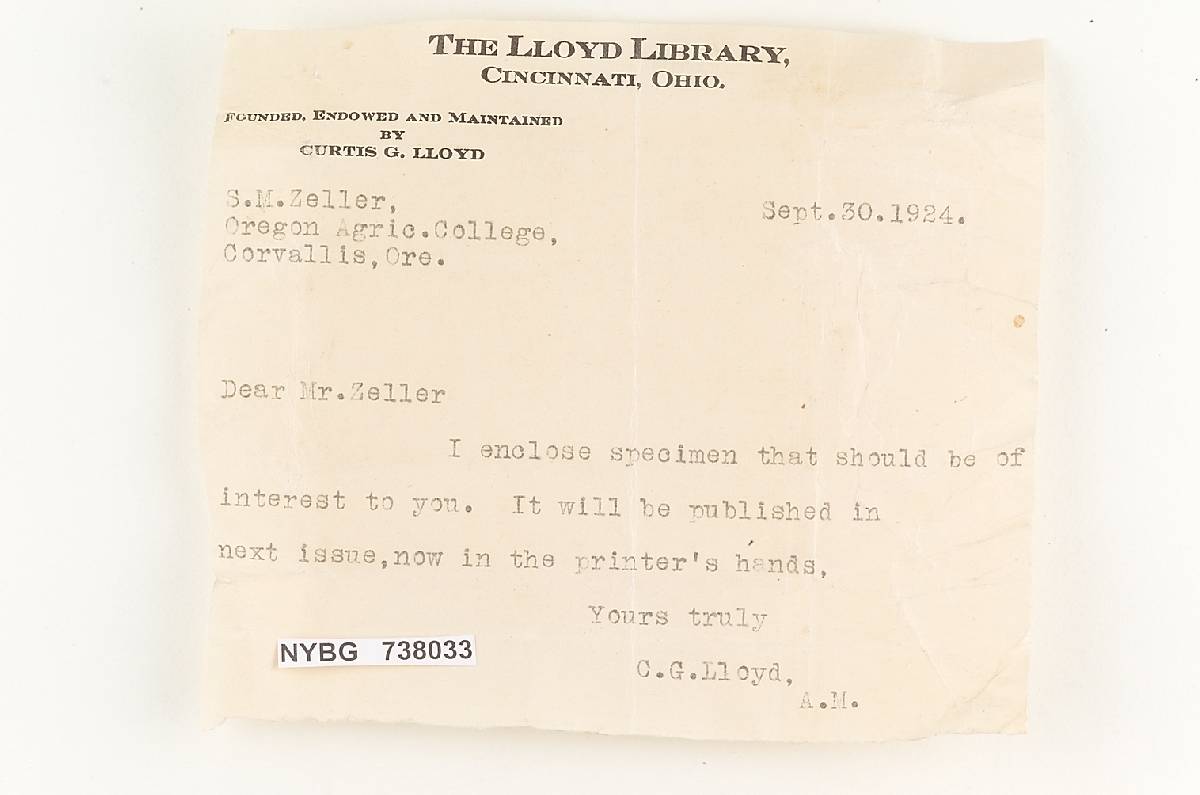 THE LLOYD LIBRARY,
CINCINNATI, OHIO.
FOUNDED, ENDOWED AND MAINTAINED
BY
CURTIS G. LLOYD
S.M.Zeller,
Oregon Agric.College,
Corvallis,Ore.
Sept.30.1924.
Dear Mr.Zeller
I enclose specimen that should be of
interest to you. It will be published in
next issue,now in the printer's hands,
Yours truly
C.G.Lloyd,
A.M.
NYBG 738033